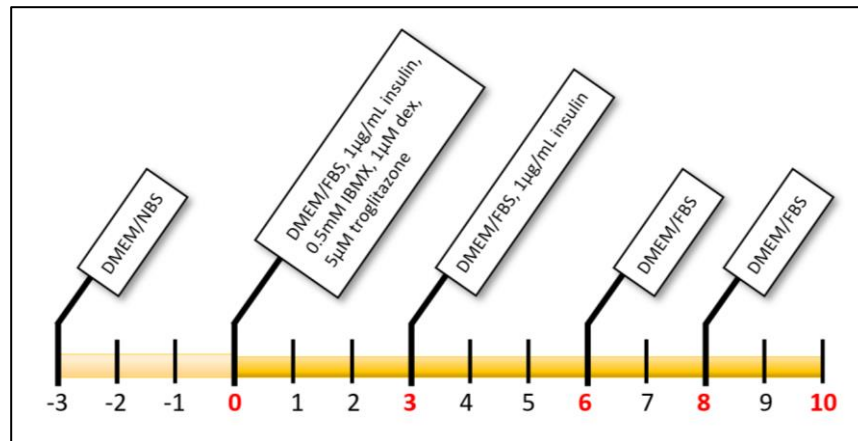 DMEM/NBS
DMEM/FBS, 1µg/mL insulin,
0.5mM IBMX, 1µM dex,
5µM troglitazone
DMEM/FBS, 1µg/mL insulin
DMEM/FBS
DMEM/FBS
-3 -2 -1 0 1 2 3 4 5 6 7 8 9 10